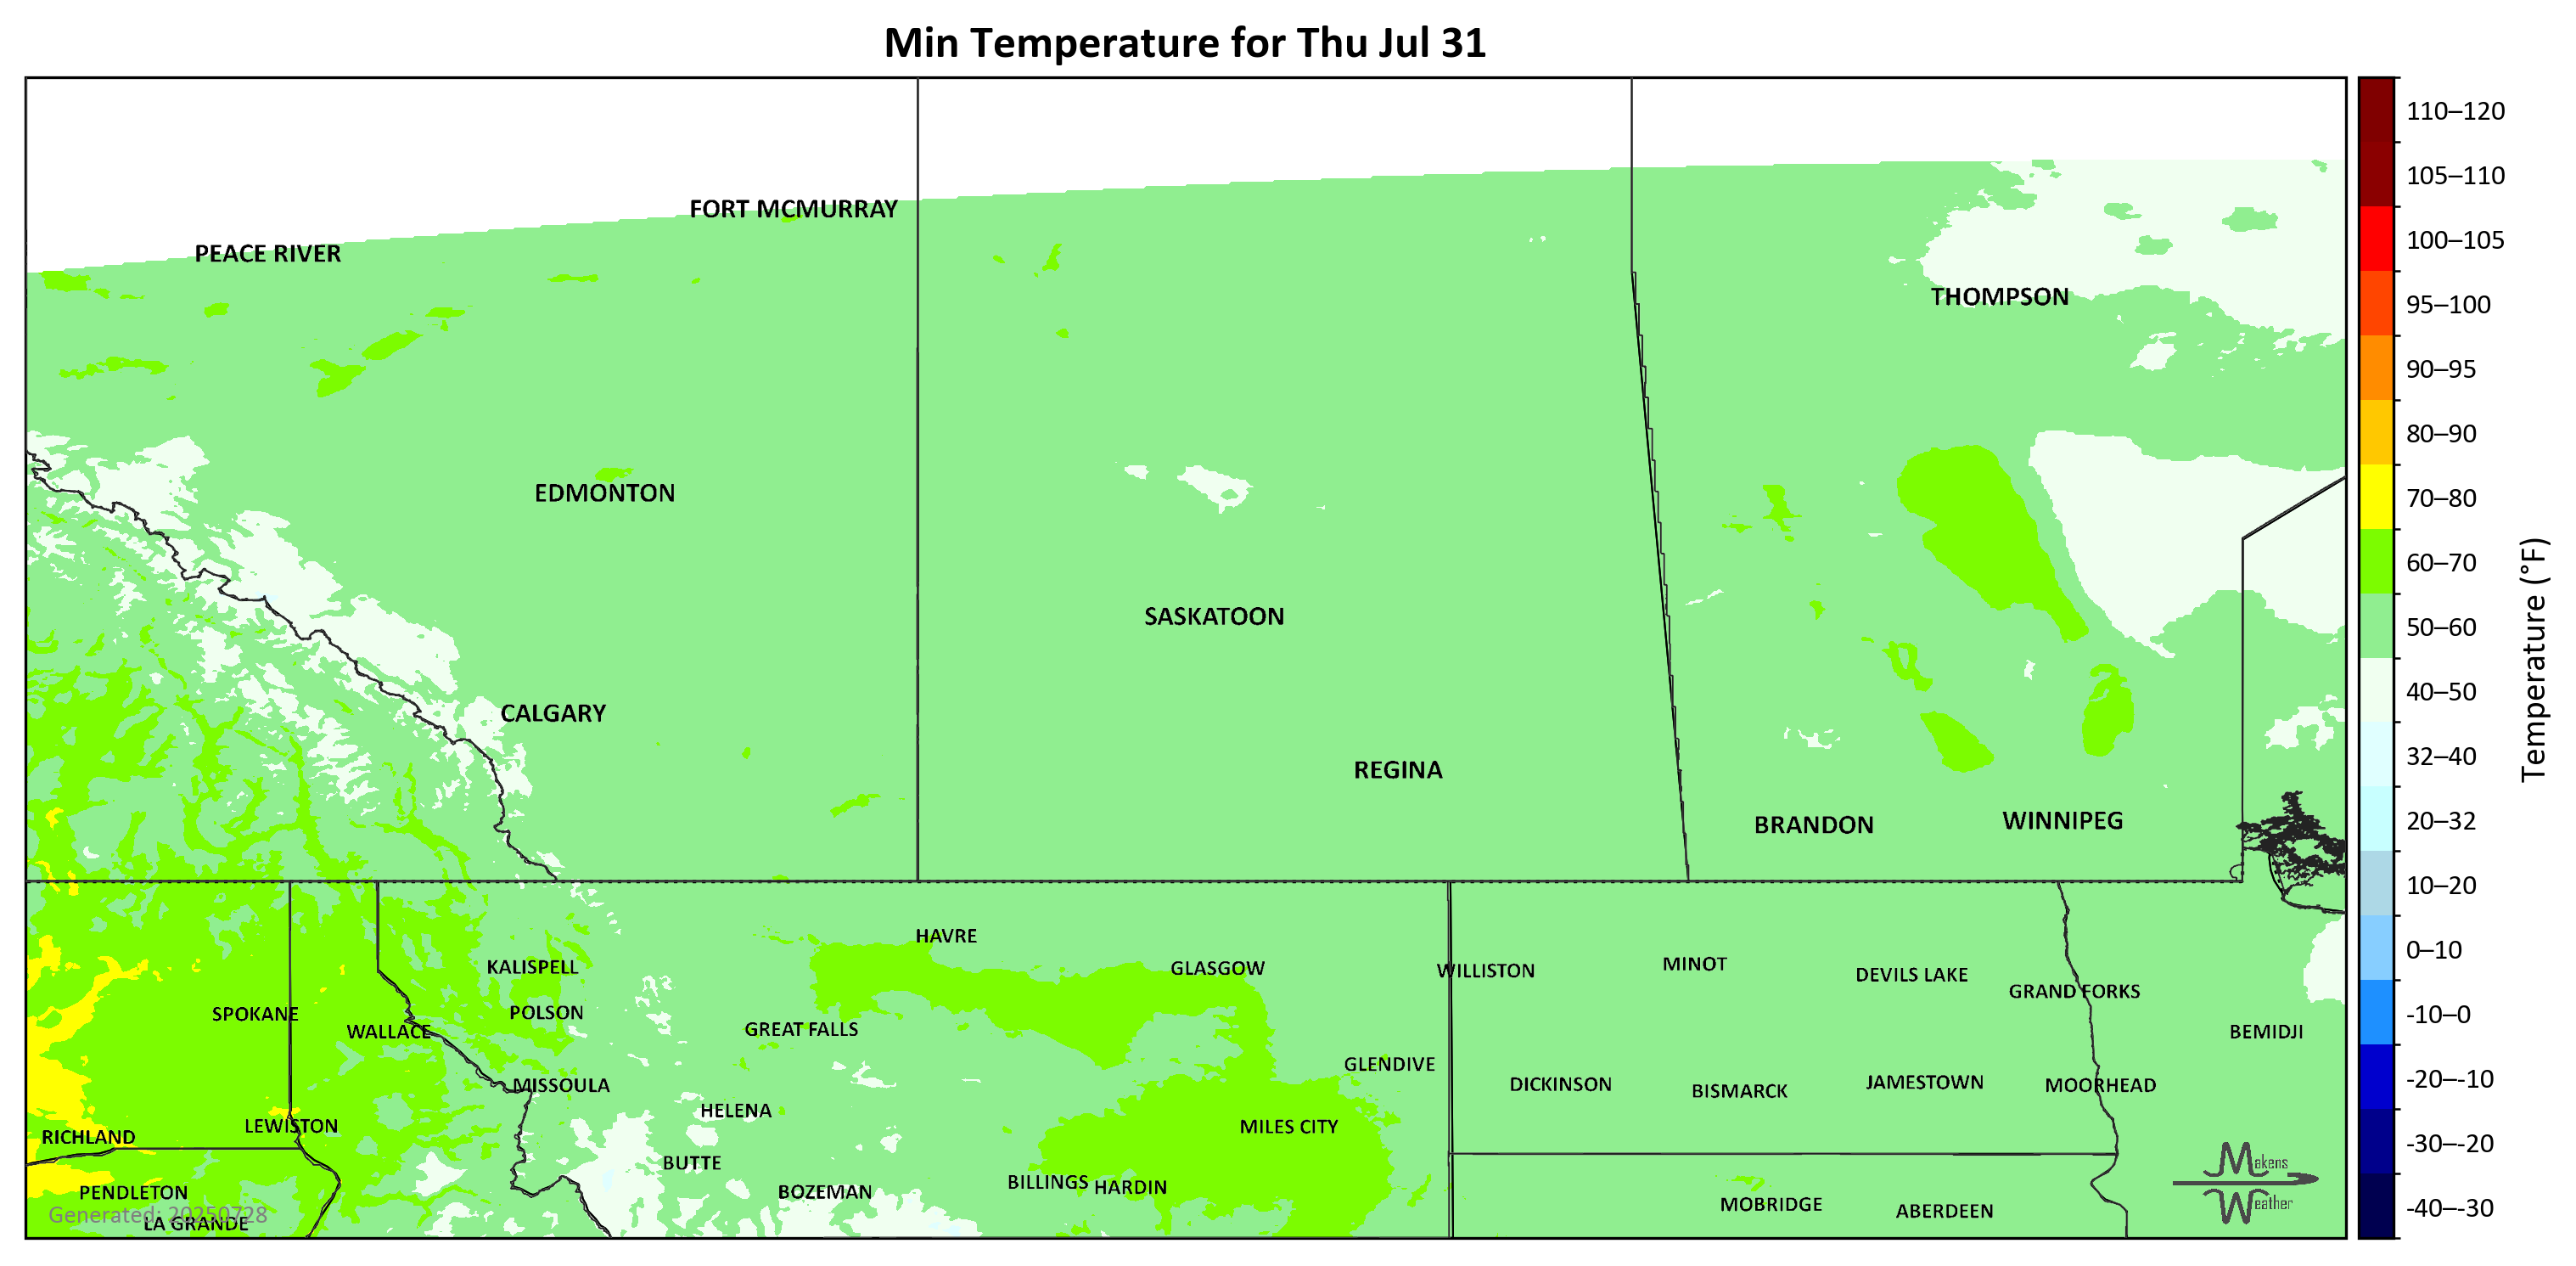 Min Temperature for Thu Jul 31
110–120
105–110
FORT MCMURRAY
100–105
PEACE RIVER
THOMPSON
95–100
90–95
80–90
EDMONTON
70–80
60–70
SASKATOON
50–60
Temperature (°F)
40–50
CALGARY
32–40
REGINA
20–32
BRANDON
WINNIPEG
10–20
HAVRE
0–10
KALISPELL
GLASGOW
WILLISTON
MINOT
DEVILS LAKE
GRAND FORKS
SPOKANE
POLSON
-10–0
WALLACE
GREAT FALLS
BEMIDJI
GLENDIVE
-20–-10
MISSOULA
DICKINSON
BISMARCK
JAMESTOWN
MOORHEAD
HELENA
LEWISTON
MILES CITY
RICHLAND
-30–-20
BUTTE
Makens
Weather
PENDLETON
BOZEMAN
BILLINGS
HARDIN
MOBRIDGE
ABERDEEN
-40–-30
Generated: 20250728
LA GRANDE